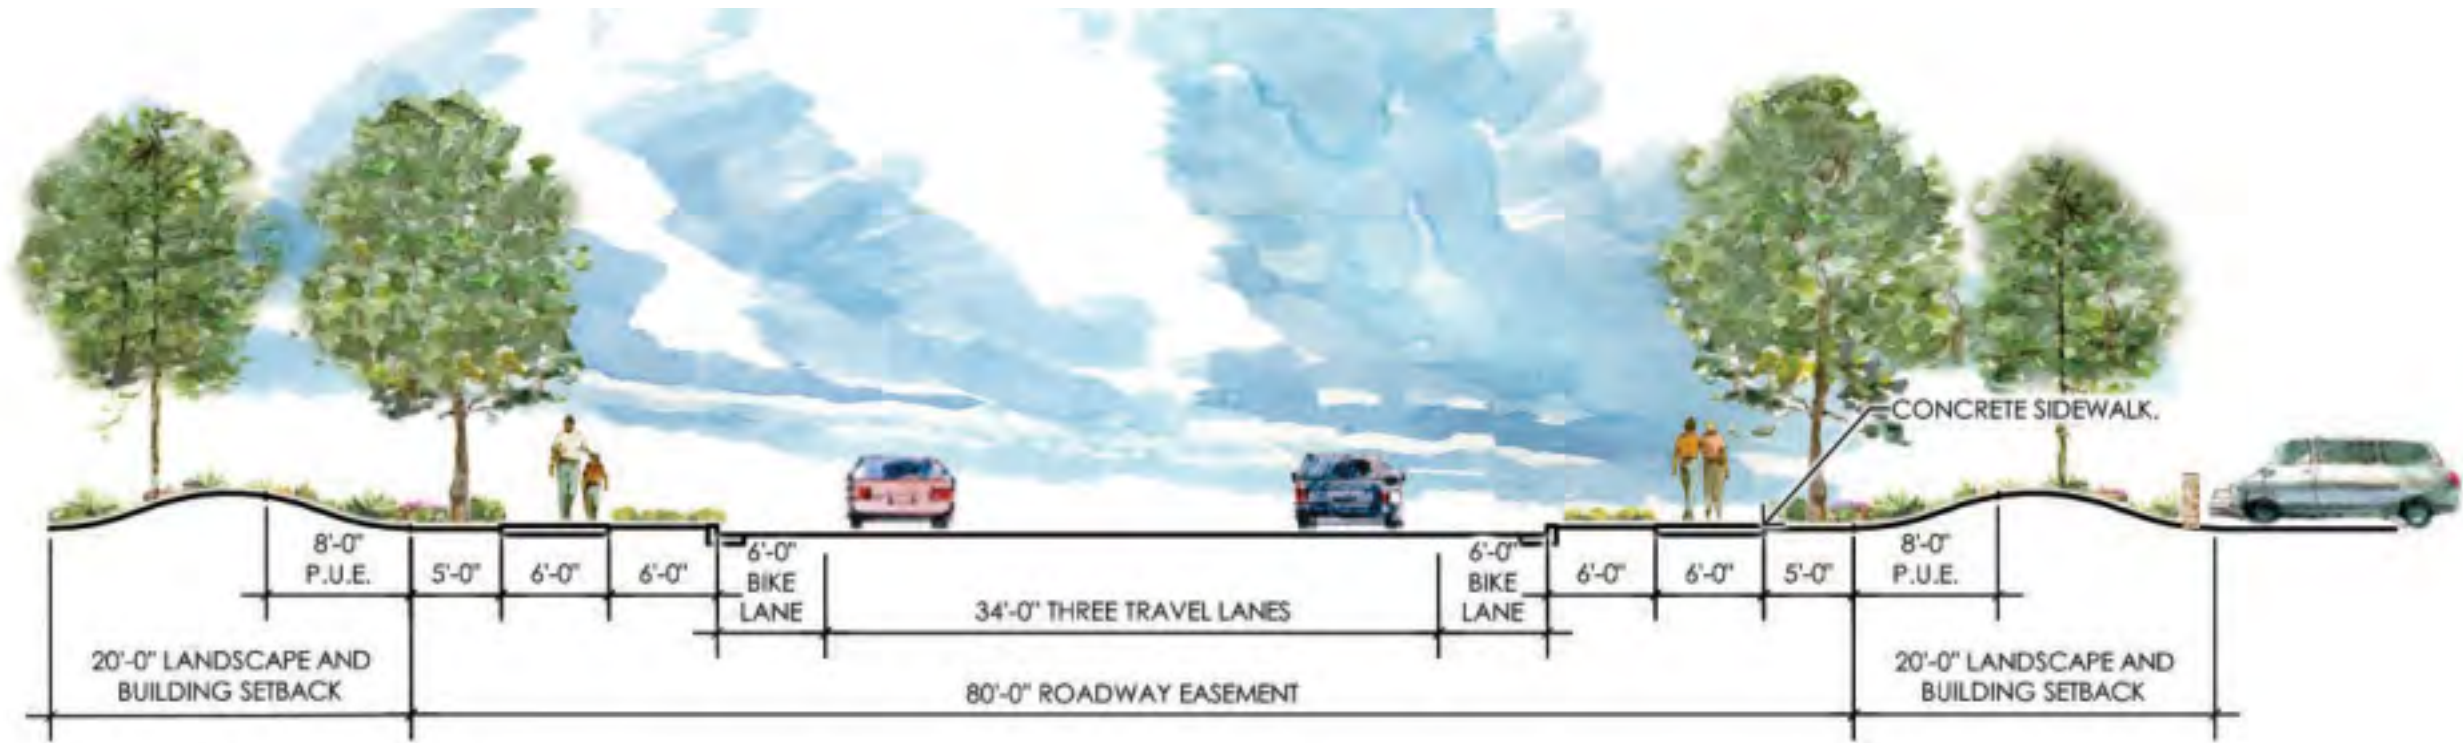 CONCRETE SIDEWALK.
8'-0"
P.U.E.
5'-0"
6'-0"
6'-0"
6'-0"
BIKE
LANE
34'-0" THREE TRAVEL LANES
6'-0"
BIKE
LANE
6'-0"
6'-0"
5'-0"
8'-0"
P.U.E.
20'-0" LANDSCAPE AND
BUILDING SETBACK
80'-0" ROADWAY EASEMENT
20'-0" LANDSCAPE AND
BUILDING SETBACK